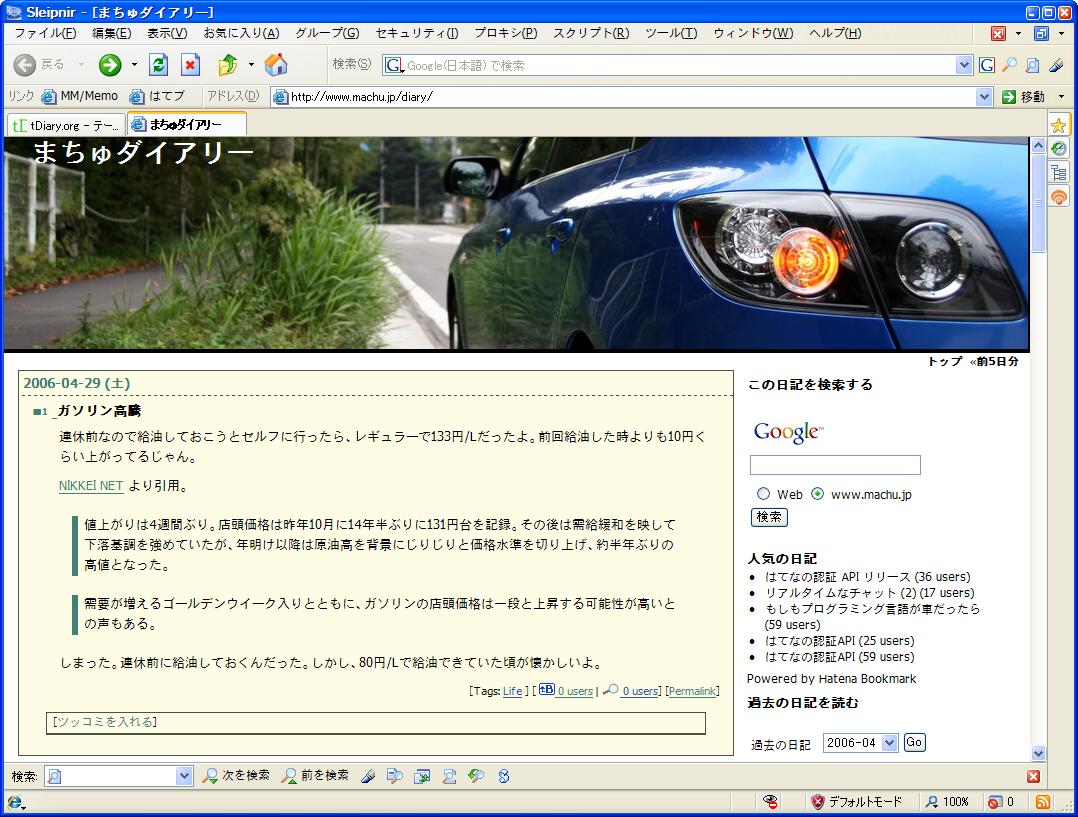 Sleipnir - [まちゅダイアリー]
ファイル(F) 編集(E) 表示(V) お気に入り(A) グループ(G) セキュリティ(I) プロキシ(P) スクリプト(R) ツール(T) ウィンドウ(W) ヘルプ(H)
戻る 検索(S) Google(日本語) で検索
リンク MM/Memo はてブ アドレス(D) http://www.machu.jp/diary/ 移動
tDiary.org - テー... まちゅダイアリー
まちゅダイアリー
トップ «前5日分
2006-04-29 (土)
■1 _ガソリン高騰
連休前なので給油しておこうとセルフに行ったら、レギュラーで133円/Lだったよ。前回給油した時よりも10円く
らい上がってるじゃん。
NIKKEI NET より引用。
値上がりは4週間ぶり。店頭価格は昨年10月に14年半ぶりに131円台を記録。その後は需給緩和を映して
下落基調を強めていたが、年明け以降は原油高を背景にじりじりと価格水準を切り上げ、約半年ぶりの
高値となった。
需要が増えるゴールデンウイーク入りとともに、ガソリンの店頭価格は一段と上昇する可能性が高いと
の声もある。
しまった。連休前に給油しておくんだった。しかし、80円/Lで給油できていた頃が懐かしいよ。
[Tags: Life ] [ tB 0 users | 0 users] [Permalink]
[ツッコミを入れる]
この日記を検索する
Google™
Web www.machu.jp
検索
人気の日記
• はてなの認証 API リリース (36 users)
• リアルタイムなチャット (2) (17 users)
• もしもプログラミング言語が車だったら
(59 users)
• はてなの認証API (25 users)
• はてなの認証API (59 users)
Powered by Hatena Bookmark
過去の日記を読む
過去の日記 2006-04 Go
検索: 次を検索 前を検索
デフォルトモード 100% 0